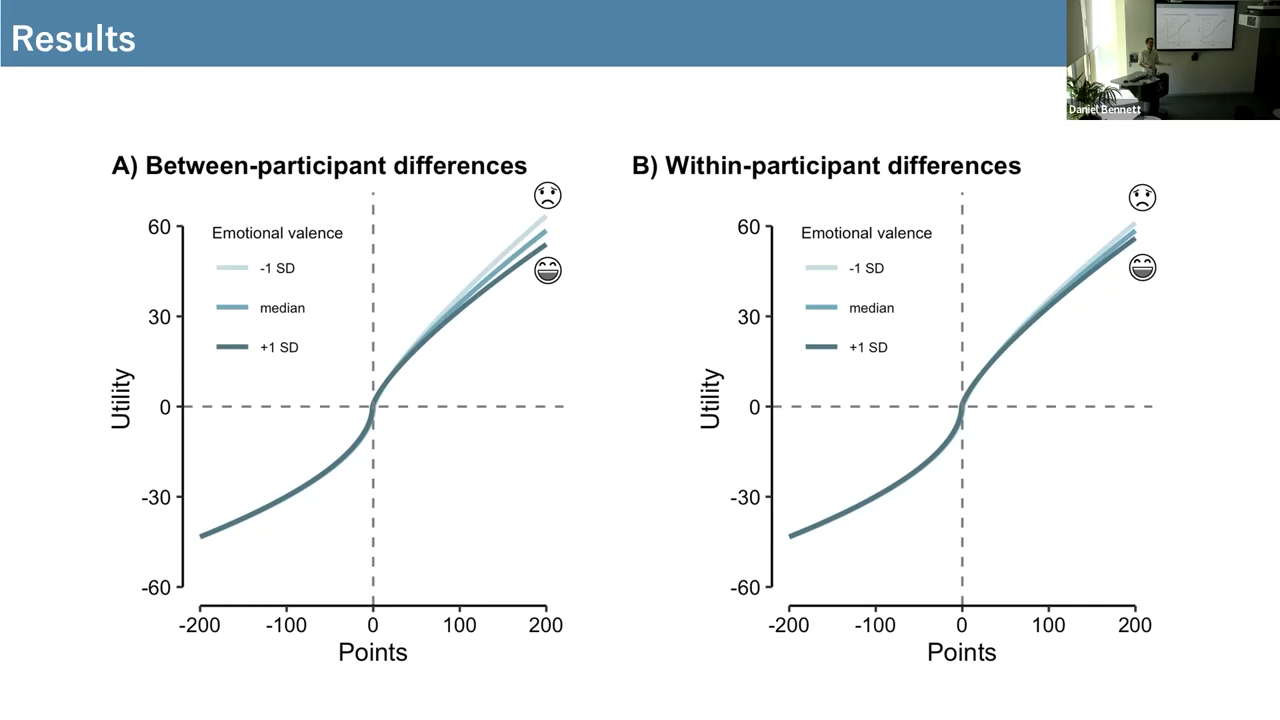 Results
Daniel Bennett
A) Between-participant differences
Emotional valence
-1 SD
median
+1 SD
60
30
0
-30
-60
Utility
-200
-100
0
100
200
Points
B) Within-participant differences
Emotional valence
-1 SD
median
+1 SD
60
30
0
-30
-60
Utility
-200
-100
0
100
200
Points